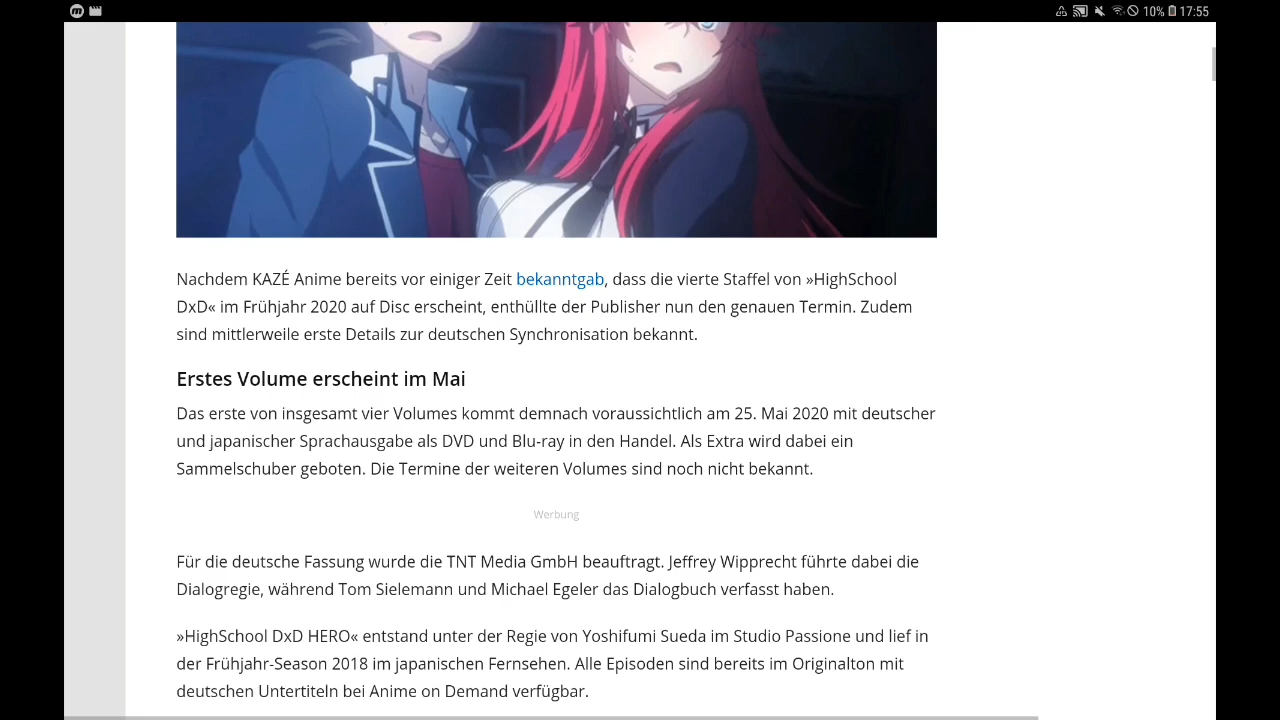 10% 17:55
Nachdem KAZÉ Anime bereits vor einiger Zeit bekanntgab, dass die vierte Staffel von »HighSchool
DxD« im Frühjahr 2020 auf Disc erscheint, enthüllte der Publisher nun den genauen Termin. Zudem
sind mittlerweile erste Details zur deutschen Synchronisation bekannt.
Erstes Volume erscheint im Mai
Das erste von insgesamt vier Volumes kommt demnach voraussichtlich am 25. Mai 2020 mit deutscher
und japanischer Sprachausgabe als DVD und Blu-ray in den Handel. Als Extra wird dabei ein
Sammelschuber geboten. Die Termine der weiteren Volumes sind noch nicht bekannt.
Werbung
Für die deutsche Fassung wurde die TNT Media GmbH beauftragt. Jeffrey Wipprecht führte dabei die
Dialogregie, während Tom Sielemann und Michael Egeler das Dialogbuch verfasst haben.
»HighSchool DxD HERO« entstand unter der Regie von Yoshifumi Sueda im Studio Passione und lief in
der Frühjahr-Season 2018 im japanischen Fernsehen. Alle Episoden sind bereits im Originalton mit
deutschen Untertiteln bei Anime on Demand verfügbar.